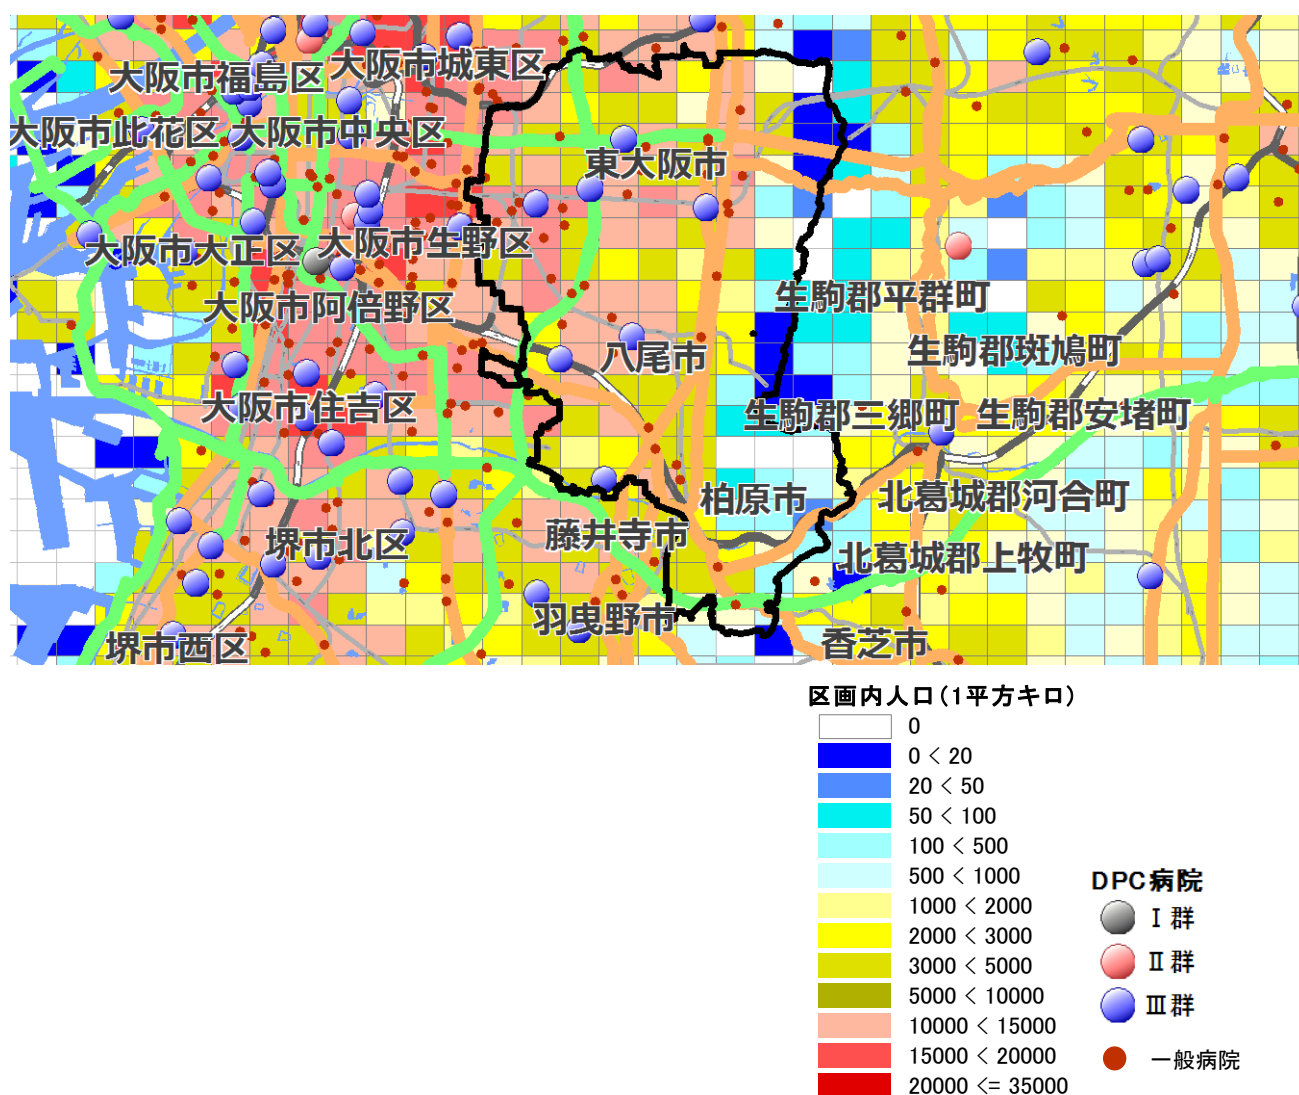 大阪市福島区
大阪市城東区
大阪市此花区
大阪市中央区
東大阪市
大阪市大正区
大阪市生野区
大阪市阿倍野区
生駒郡平群町
八尾市
生駒郡斑鳩町
大阪市住吉区
生駒郡三郷町
生駒郡安堵町
柏原市
北葛城郡河合町
藤井寺市
堺市北区
北葛城郡上牧町
羽曳野市
堺市西区
香芝市
区画内人口(1平方キロ)
0
0 < 20
20 < 50
50 < 100
100 < 500
500 < 1000
1000 < 2000
2000 < 3000
3000 < 5000
5000 < 10000
10000 < 15000
15000 < 20000
20000 <= 35000
DPC病院
Ⅰ群
Ⅱ群
Ⅲ群
一般病院